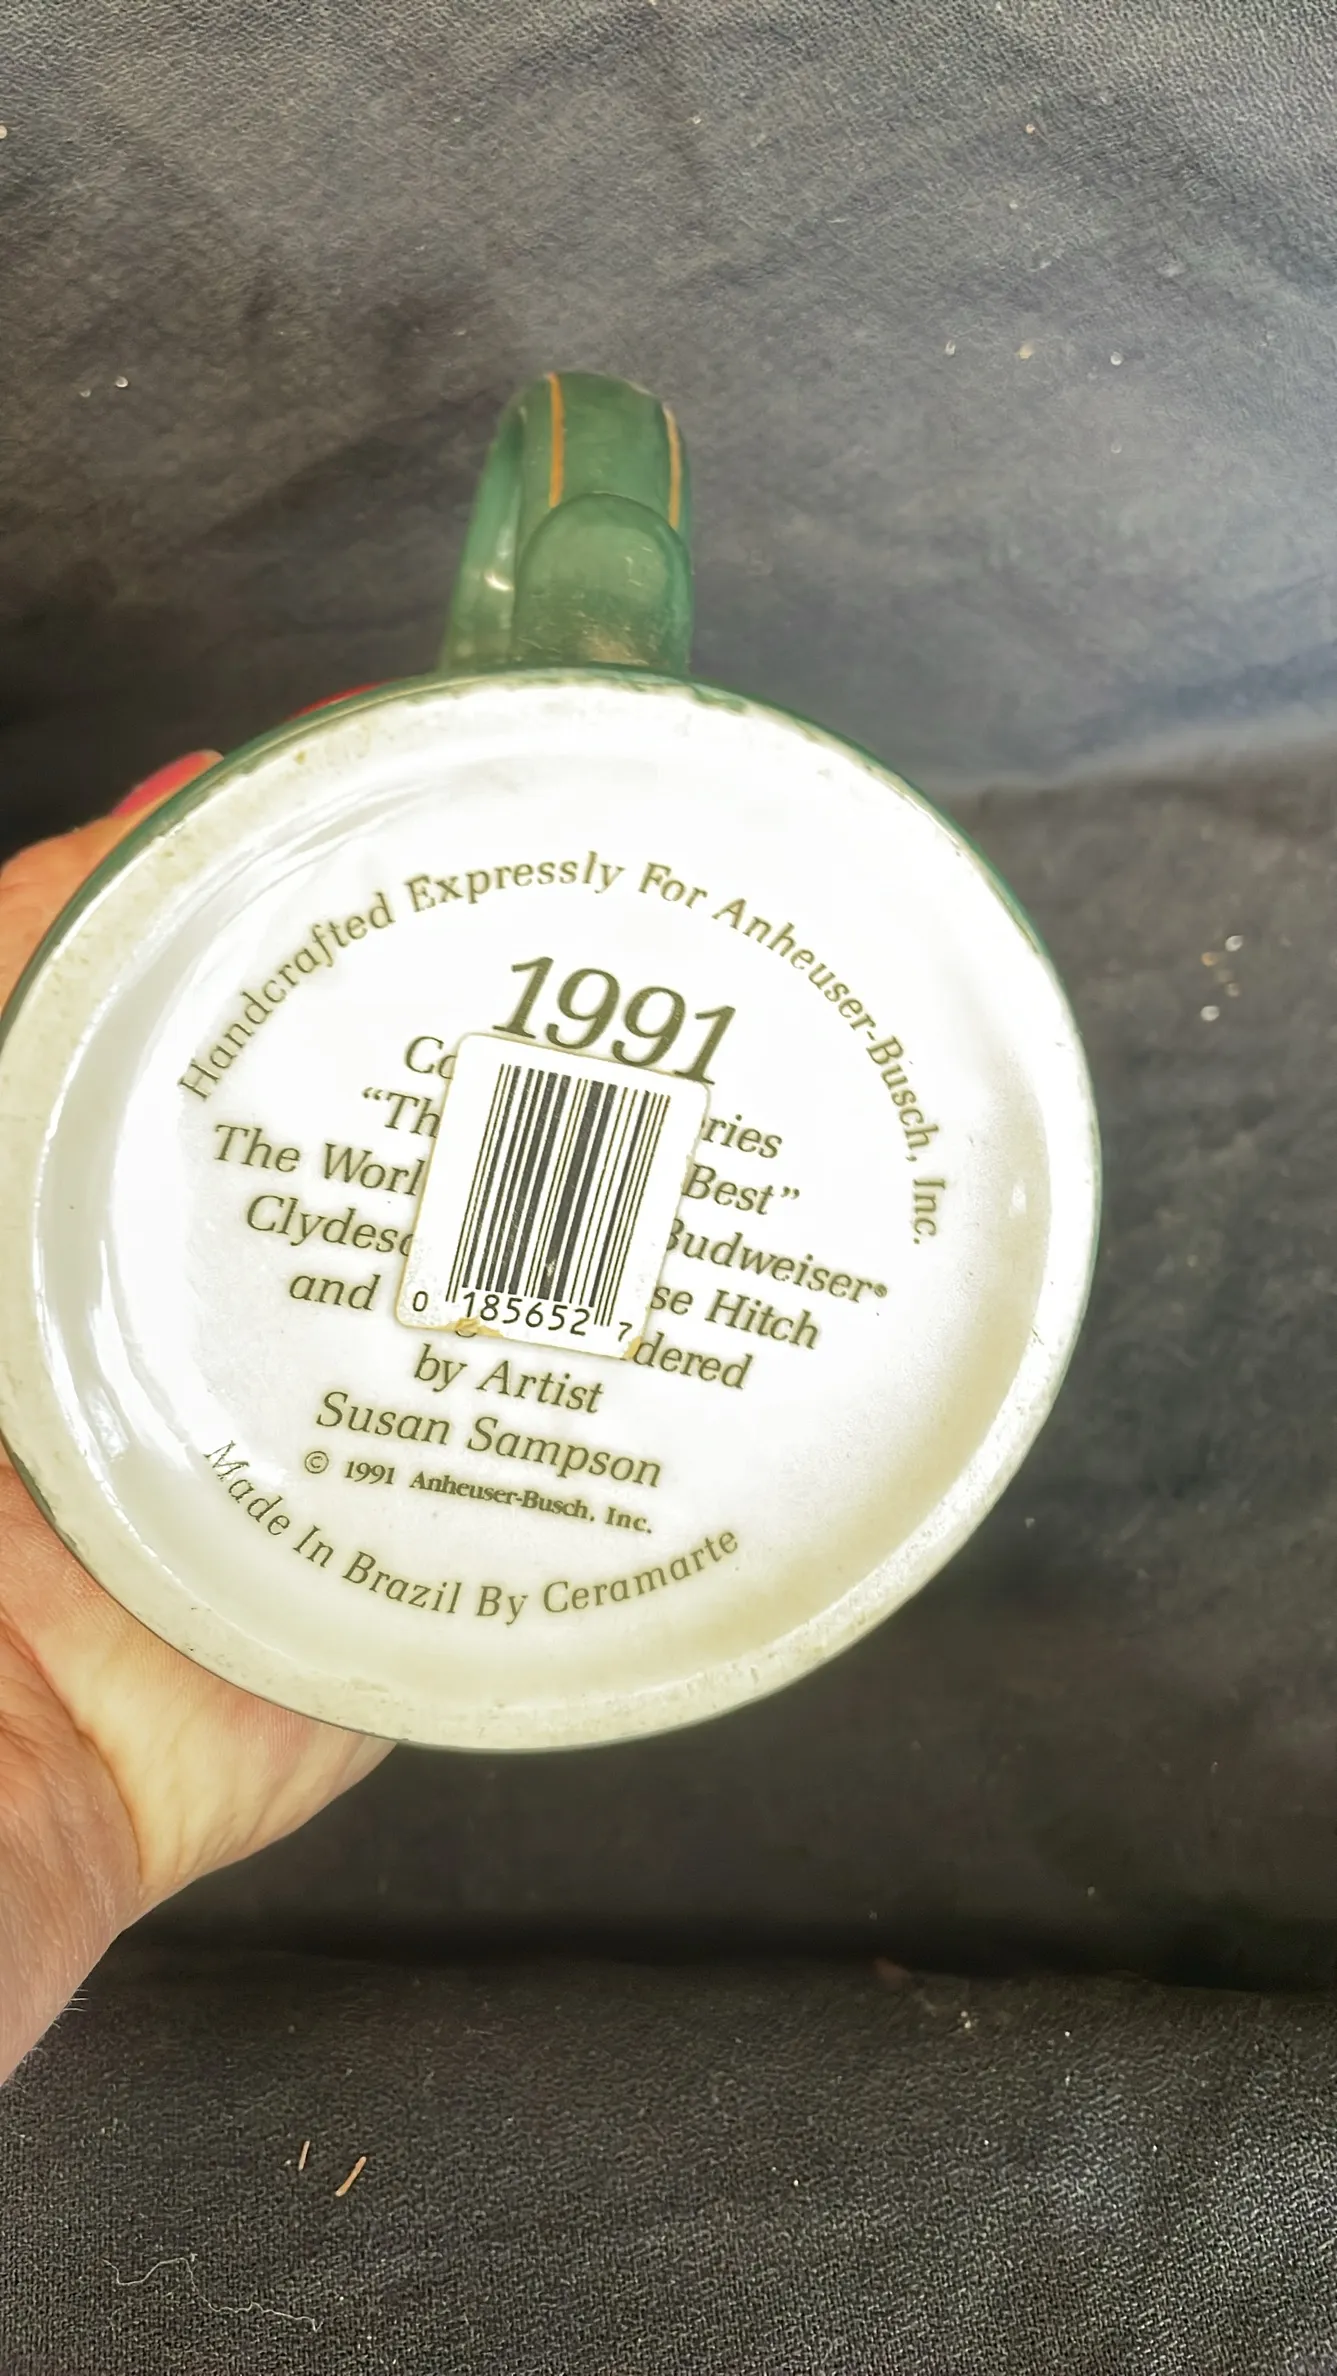 Handcrafted Expressly For Anheuser-Busch, Inc.
1991
Co
"Th ries
The Worl Best"
Clydes Budweiser®
and se Hitch
dered
by Artist
Susan Sampson
© 1991 Anheuser-Busch, Inc.
Made In Brazil By Ceramarte
0 185652 7